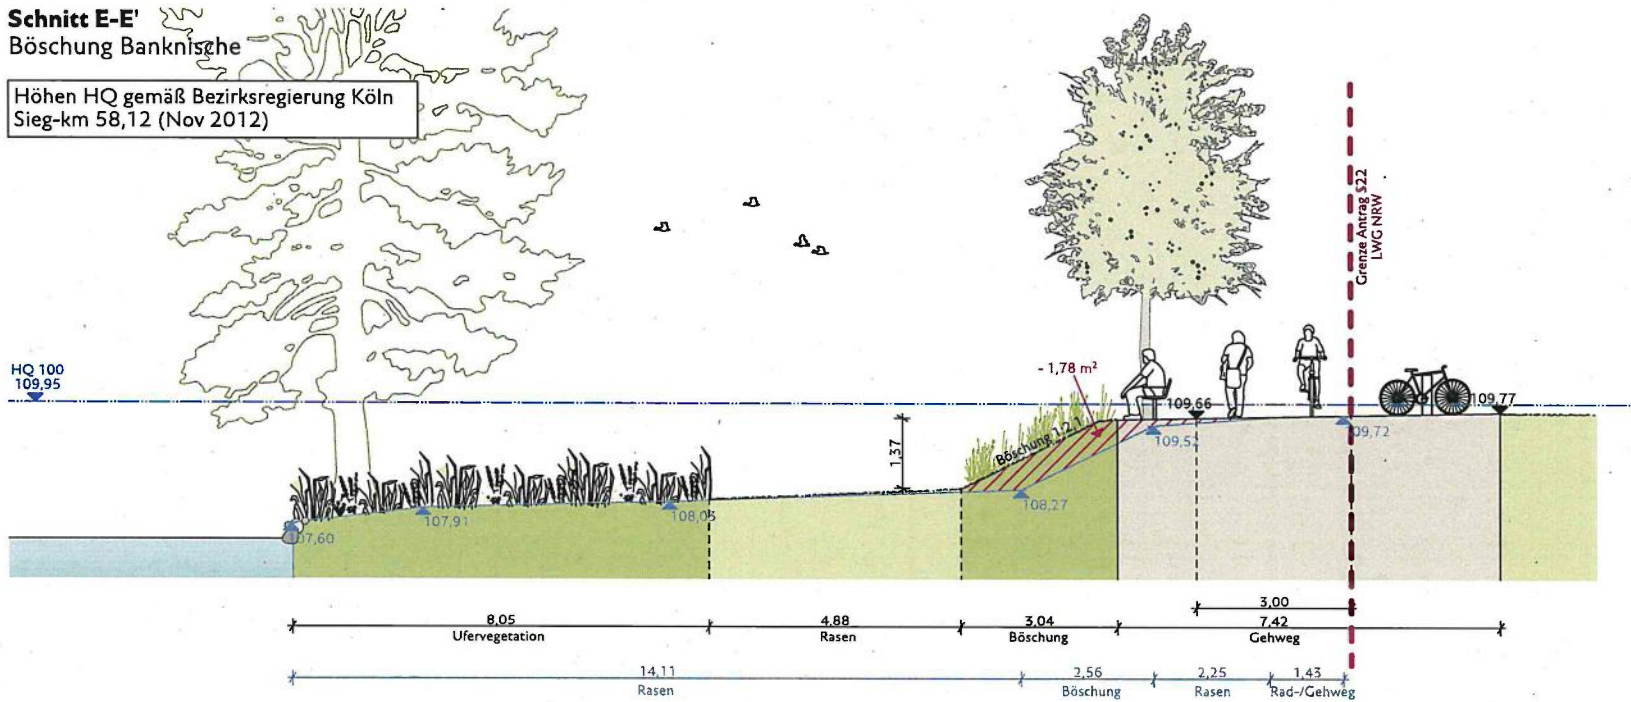 Schnitt E-E'
Böschung Banknische
Höhen HQ gemäß Bezirksregierung Köln
Sieg-km 58,12 (Nov 2012)
Grenze Antrag §22
LWG NRW
HQ 100
109,95
- 1,78 m²
109,66
109,77
1,37
Böschung 1:2,1
109,52
109,72
107,91
108,03
108,27
107,60
3,00
8,05
4,88
3,04
7,42
Ufervegetation
Rasen
Böschung
Gehweg
14,11
2,56
2,25
1,43
Rasen
Böschung
Rasen
Rad-/Gehweg